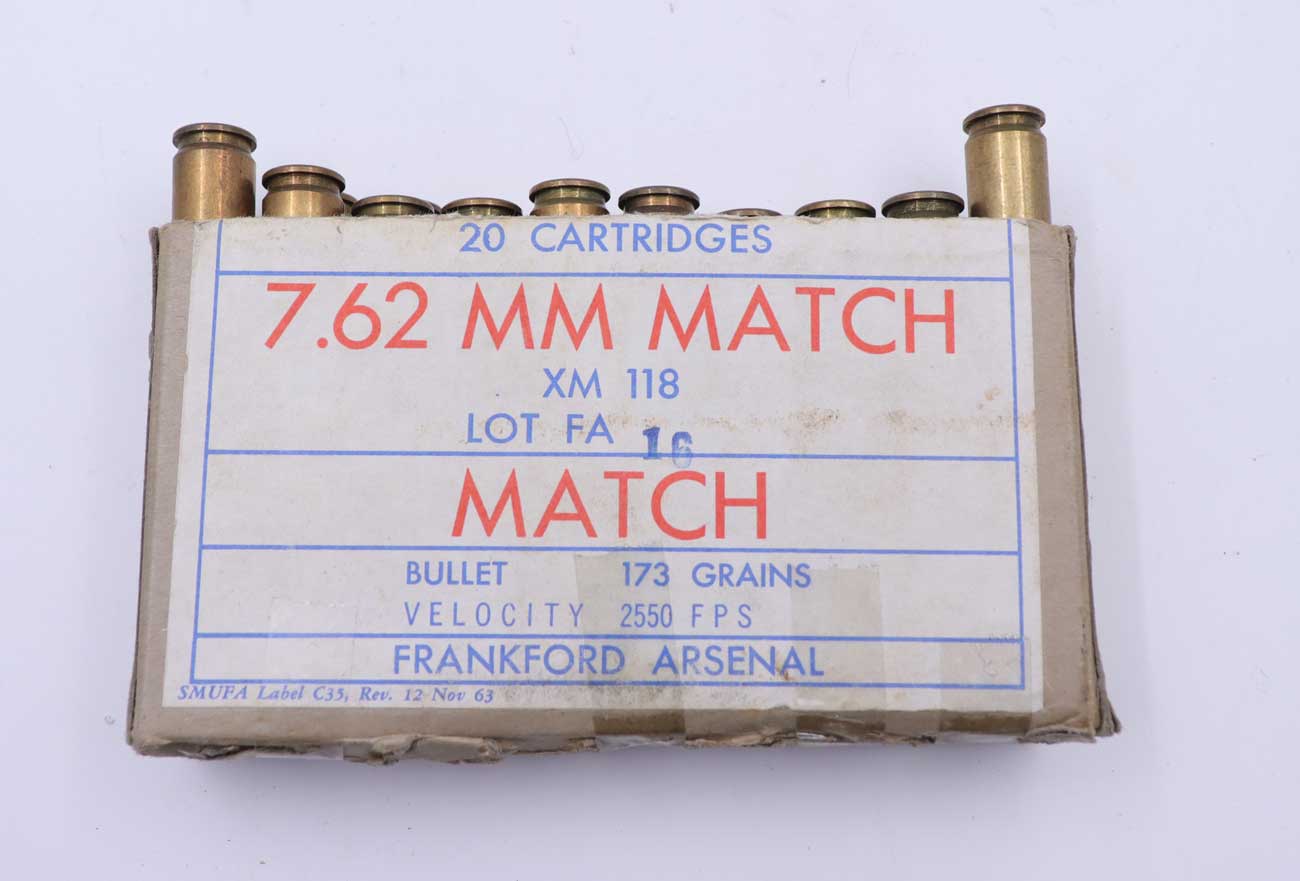 20 CARTRIDGES
7.62 MM MATCH
XM 118
LOT FA 16
MATCH
BULLET 173 GRAINS
VELOCITY 2550 FPS
FRANKFORD ARSENAL
SMUFA Label C35, Rev. 12 Nov 63